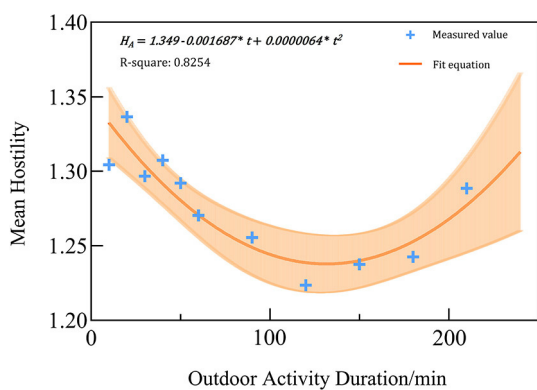 1.40
H_A = 1.349-0.001687* t + 0.0000064* t²
R-square: 0.8254
Measured value
Fit equation
1.35
1.30
1.25
1.20
Mean Hostility
0
100
200
Outdoor Activity Duration/min